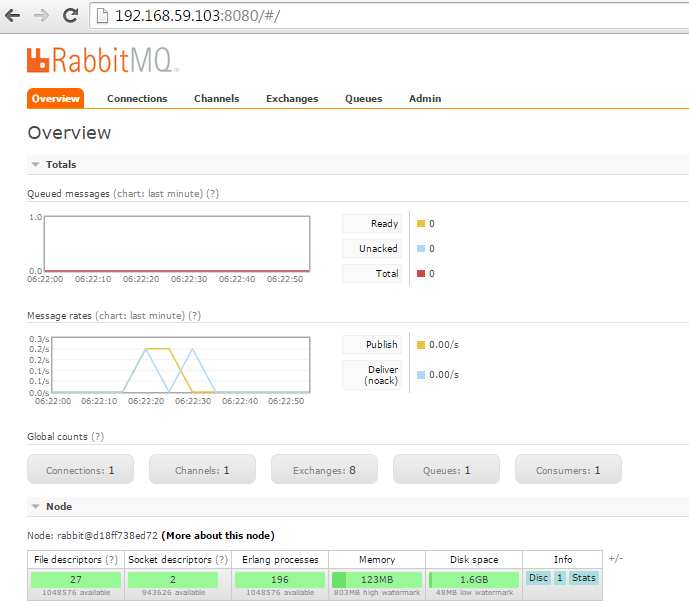 192.168.59.103:8080/#/
RabbitMQ™
Overview Connections Channels Exchanges Queues Admin
Overview
Totals
Queued messages (chart: last minute) (?)
1.0
0.0
06:22:00 06:22:10 06:22:20 06:22:30 06:22:40 06:22:50
Ready 0
Unacked 0
Total 0
Message rates (chart: last minute) (?)
0.3/s
0.2/s
0.2/s
0.1/s
0.1/s
0.0/s
06:22:00 06:22:10 06:22:20 06:22:30 06:22:40 06:22:50
Publish 0.00/s
Deliver
(noack) 0.00/s
Global counts (?)
Connections: 1 Channels: 1 Exchanges: 8 Queues: 1 Consumers: 1
Node
Node: rabbit@d18ff738ed72 (More about this node)
File descriptors (?) Socket descriptors (?) Erlang processes Memory Disk space Info +/-
27 2 196 123MB 1.6GB Disc 1 Stats
1048576 available 943626 available 1048576 available 803MB high watermark 48MB low watermark